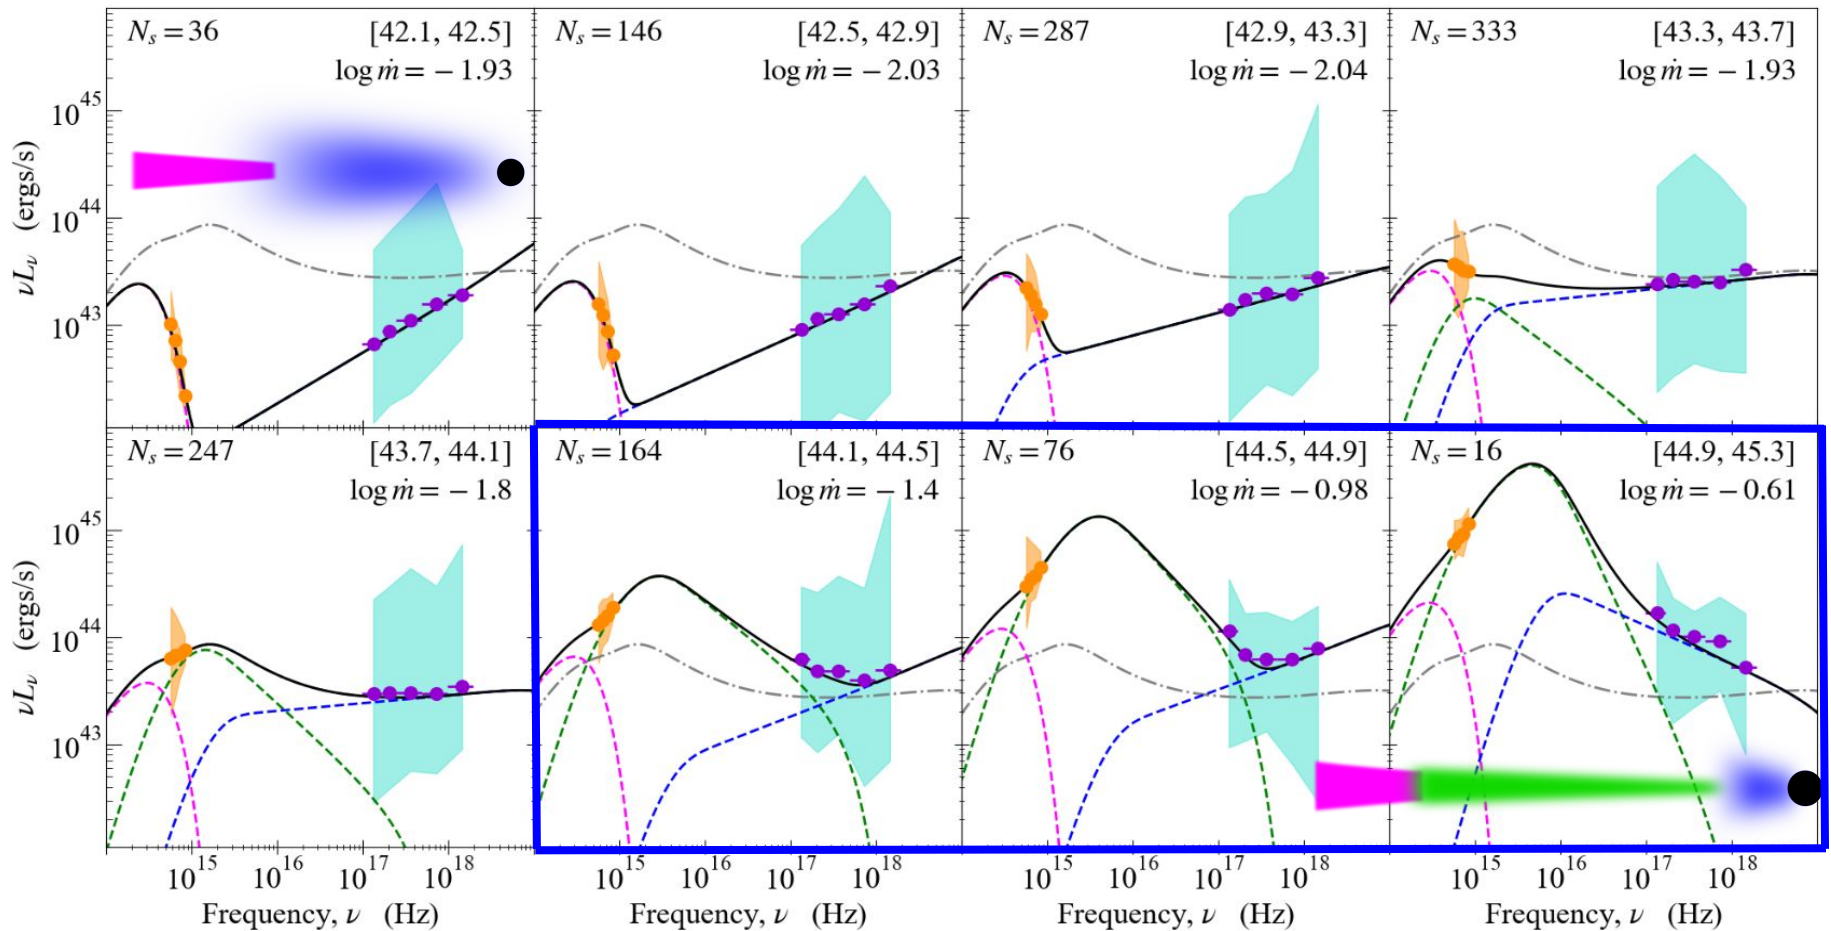 N_s = 36 [42.1, 42.5]
log ṁ = −1.93
N_s = 146 [42.5, 42.9]
log ṁ = −2.03
N_s = 287 [42.9, 43.3]
log ṁ = −2.04
N_s = 333 [43.3, 43.7]
log ṁ = −1.93
10^45
10^44
10^43
νL_ν (ergs/s)
N_s = 247 [43.7, 44.1]
log ṁ = −1.8
N_s = 164 [44.1, 44.5]
log ṁ = −1.4
N_s = 76 [44.5, 44.9]
log ṁ = −0.98
N_s = 16 [44.9, 45.3]
log ṁ = −0.61
10^45
10^44
10^43
νL_ν (ergs/s)
10^15 10^16 10^17 10^18
10^15 10^16 10^17 10^18
10^15 10^16 10^17 10^18
10^15 10^16 10^17 10^18
Frequency, ν (Hz)
Frequency, ν (Hz)
Frequency, ν (Hz)
Frequency, ν (Hz)